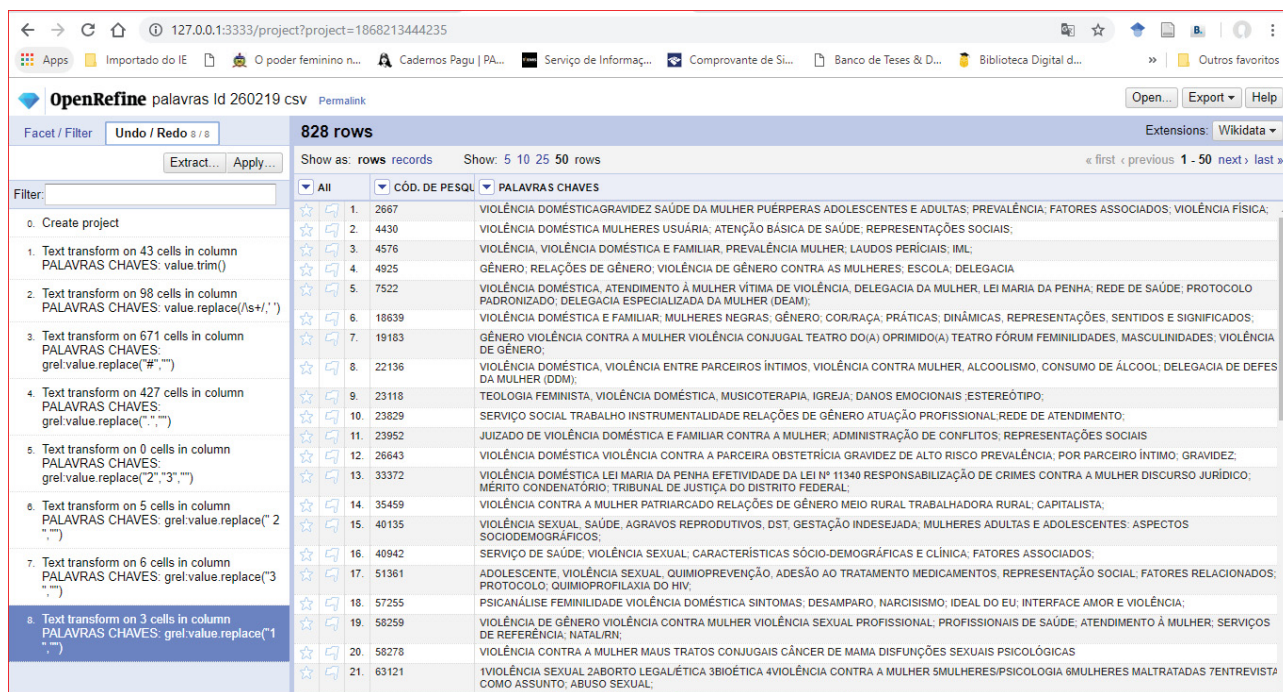 127.0.0.1:3333/project?project=1868213444235
Apps Importado do IE O poder feminino n... Cadernos Pagu | PA... Serviço de Informaç... Comprovante de Si... Banco de Teses & D... Biblioteca Digital d... » Outros favoritos
OpenRefine palavras Id 260219 csv Permalink Open... Export Help
Facet / Filter Undo / Redo 8 / 8 828 rows Extensions: Wikidata
Extract... Apply... Show as: rows records Show: 5 10 25 50 rows « first ‹ previous 1 - 50 next › last »
Filter:
0. Create project
1. Text transform on 43 cells in column
PALAVRAS CHAVES: value.trim()
2. Text transform on 98 cells in column
PALAVRAS CHAVES: value.replace(/\s+/,' ')
3. Text transform on 671 cells in column
PALAVRAS CHAVES:
grel:value.replace("#","")
4. Text transform on 427 cells in column
PALAVRAS CHAVES:
grel:value.replace(".","")
5. Text transform on 0 cells in column
PALAVRAS CHAVES:
grel:value.replace("2","3","")
6. Text transform on 5 cells in column
PALAVRAS CHAVES: grel:value.replace(" 2
","")
7. Text transform on 6 cells in column
PALAVRAS CHAVES: grel:value.replace("3
","")
8. Text transform on 3 cells in column
PALAVRAS CHAVES: grel:value.replace("1
","")
All CÓD. DE PESQU PALAVRAS CHAVES
1. 2667 VIOLÊNCIA DOMÉSTICAGRAVIDEZ SAÚDE DA MULHER PUÉRPERAS ADOLESCENTES E ADULTAS; PREVALÊNCIA; FATORES ASSOCIADOS; VIOLÊNCIA FÍSICA;
2. 4430 VIOLÊNCIA DOMÉSTICA MULHERES USUÁRIA; ATENÇÃO BÁSICA DE SAÚDE; REPRESENTAÇÕES SOCIAIS;
3. 4576 VIOLÊNCIA, VIOLÊNCIA DOMÉSTICA E FAMILIAR, PREVALÊNCIA MULHER; LAUDOS PERÍCIAIS; IML;
4. 4925 GÊNERO; RELAÇÕES DE GÊNERO; VIOLÊNCIA DE GÊNERO CONTRA AS MULHERES; ESCOLA; DELEGACIA
5. 7522 VIOLÊNCIA DOMÉSTICA, ATENDIMENTO À MULHER VÍTIMA DE VIOLÊNCIA, DELEGACIA DA MULHER, LEI MARIA DA PENHA; REDE DE SAÚDE; PROTOCOLO
PADRONIZADO; DELEGACIA ESPECIALIZADA DA MULHER (DEAM);
6. 18639 VIOLÊNCIA DOMÉSTICA E FAMILIAR; MULHERES NEGRAS; GÊNERO; COR/RAÇA; PRÁTICAS; DINÂMICAS, REPRESENTAÇÕES, SENTIDOS E SIGNIFICADOS;
7. 19183 GÊNERO VIOLÊNCIA CONTRA A MULHER VIOLÊNCIA CONJUGAL TEATRO DO(A) OPRIMIDO(A) TEATRO FÓRUM FEMINILIDADES, MASCULINIDADES; VIOLÊNCIA
DE GÊNERO;
8. 22136 VIOLÊNCIA DOMÉSTICA, VIOLÊNCIA ENTRE PARCEIROS ÍNTIMOS, VIOLÊNCIA CONTRA MULHER, ALCOOLISMO, CONSUMO DE ÁLCOOL; DELEGACIA DE DEFES
DA MULHER (DDM);
9. 23118 TEOLOGIA FEMINISTA, VIOLÊNCIA DOMÉSTICA, MUSICOTERAPIA, IGREJA; DANOS EMOCIONAIS ;ESTEREÓTIPO;
10. 23829 SERVIÇO SOCIAL TRABALHO INSTRUMENTALIDADE RELAÇÕES DE GÊNERO ATUAÇÃO PROFISSIONAL;REDE DE ATENDIMENTO;
11. 23952 JUIZADO DE VIOLÊNCIA DOMÉSTICA E FAMILIAR CONTRA A MULHER; ADMINISTRAÇÃO DE CONFLITOS; REPRESENTAÇÕES SOCIAIS
12. 26643 VIOLÊNCIA DOMÉSTICA VIOLÊNCIA CONTRA A PARCEIRA OBSTETRÍCIA GRAVIDEZ DE ALTO RISCO PREVALÊNCIA; POR PARCEIRO ÍNTIMO; GRAVIDEZ;
13. 33372 VIOLÊNCIA DOMÉSTICA LEI MARIA DA PENHA EFETIVIDADE DA LEI Nº 11340 RESPONSABILIZAÇÃO DE CRIMES CONTRA A MULHER DISCURSO JURÍDICO;
MÉRITO CONDENATÓRIO; TRIBUNAL DE JUSTIÇA DO DISTRITO FEDERAL;
14. 35459 VIOLÊNCIA CONTRA A MULHER PATRIARCADO RELAÇÕES DE GÊNERO MEIO RURAL TRABALHADORA RURAL; CAPITALISTA;
15. 40135 VIOLÊNCIA SEXUAL, SAÚDE, AGRAVOS REPRODUTIVOS, DST, GESTAÇÃO INDESEJADA; MULHERES ADULTAS E ADOLESCENTES: ASPECTOS
SOCIODEMOGRÁFICOS;
16. 40942 SERVIÇO DE SAÚDE; VIOLÊNCIA SEXUAL; CARACTERÍSTICAS SÓCIO-DEMOGRÁFICAS E CLÍNICA; FATORES ASSOCIADOS;
17. 51361 ADOLESCENTE, VIOLÊNCIA SEXUAL, QUIMIOPREVENÇÃO, ADESÃO AO TRATAMENTO MEDICAMENTOS, REPRESENTAÇÃO SOCIAL; FATORES RELACIONADOS;
PROTOCOLO; QUIMIOPROFILAXIA DO HIV;
18. 57255 PSICANÁLISE FEMINILIDADE VIOLÊNCIA DOMÉSTICA SINTOMAS; DESAMPARO, NARCISISMO; IDEAL DO EU; INTERFACE AMOR E VIOLÊNCIA;
19. 58259 VIOLÊNCIA DE GÊNERO VIOLÊNCIA CONTRA MULHER VIOLÊNCIA SEXUAL PROFISSIONAL; PROFISSIONAIS DE SAÚDE; ATENDIMENTO À MULHER; SERVIÇOS
DE REFERÊNCIA; NATAL/RN;
20. 58278 VIOLÊNCIA CONTRA A MULHER MAUS TRATOS CONJUGAIS CÂNCER DE MAMA DISFUNÇÕES SEXUAIS PSICOLÓGICAS
21. 63121 1VIOLÊNCIA SEXUAL 2ABORTO LEGAL/ÉTICA 3BIOÉTICA 4VIOLÊNCIA CONTRA A MULHER 5MULHERES/PSICOLOGIA 6MULHERES MALTRATADAS 7ENTREVISTA
COMO ASSUNTO; ABUSO SEXUAL;